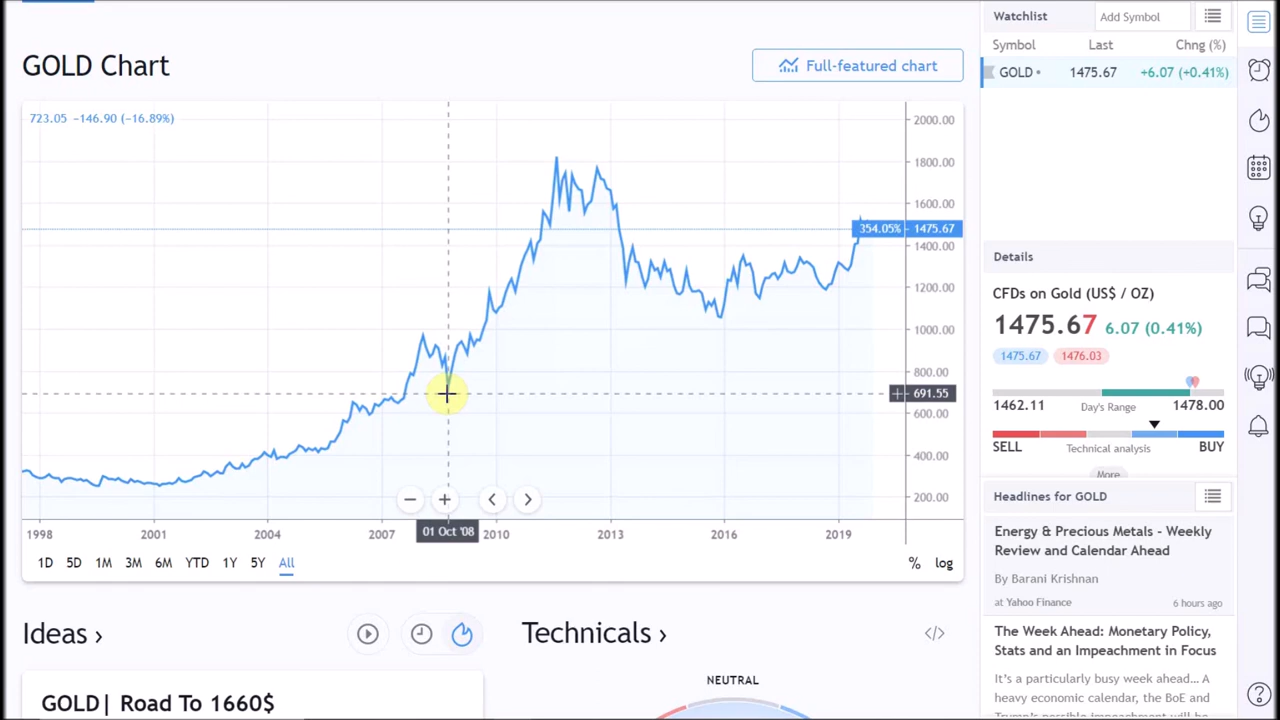 GOLD Chart
Full-featured chart
723.05 −146.90 (−16.89%)
2000.00
1800.00
1600.00
354.05% 1475.67
1400.00
1200.00
1000.00
800.00
691.55
600.00
400.00
200.00
1998 2001 2004 2007 01 Oct '08 2010 2013 2016 2019
1D 5D 1M 3M 6M YTD 1Y 5Y All % log
Ideas ›
Technicals ›
GOLD| Road To 1660$
NEUTRAL
Watchlist Add Symbol
Symbol Last Chng (%)
GOLD 1475.67 +6.07 (+0.41%)
Details
CFDs on Gold (US$ / OZ)
1475.67 6.07 (0.41%)
1475.67 1476.03
1462.11 Day's Range 1478.00
SELL Technical analysis BUY
More
Headlines for GOLD
Energy & Precious Metals - Weekly
Review and Calendar Ahead
By Barani Krishnan
at Yahoo Finance 6 hours ago
The Week Ahead: Monetary Policy,
Stats and an Impeachment in Focus
It's a particularly busy week ahead... A
heavy economic calendar, the BoE and
Trump's possible impeachment will be